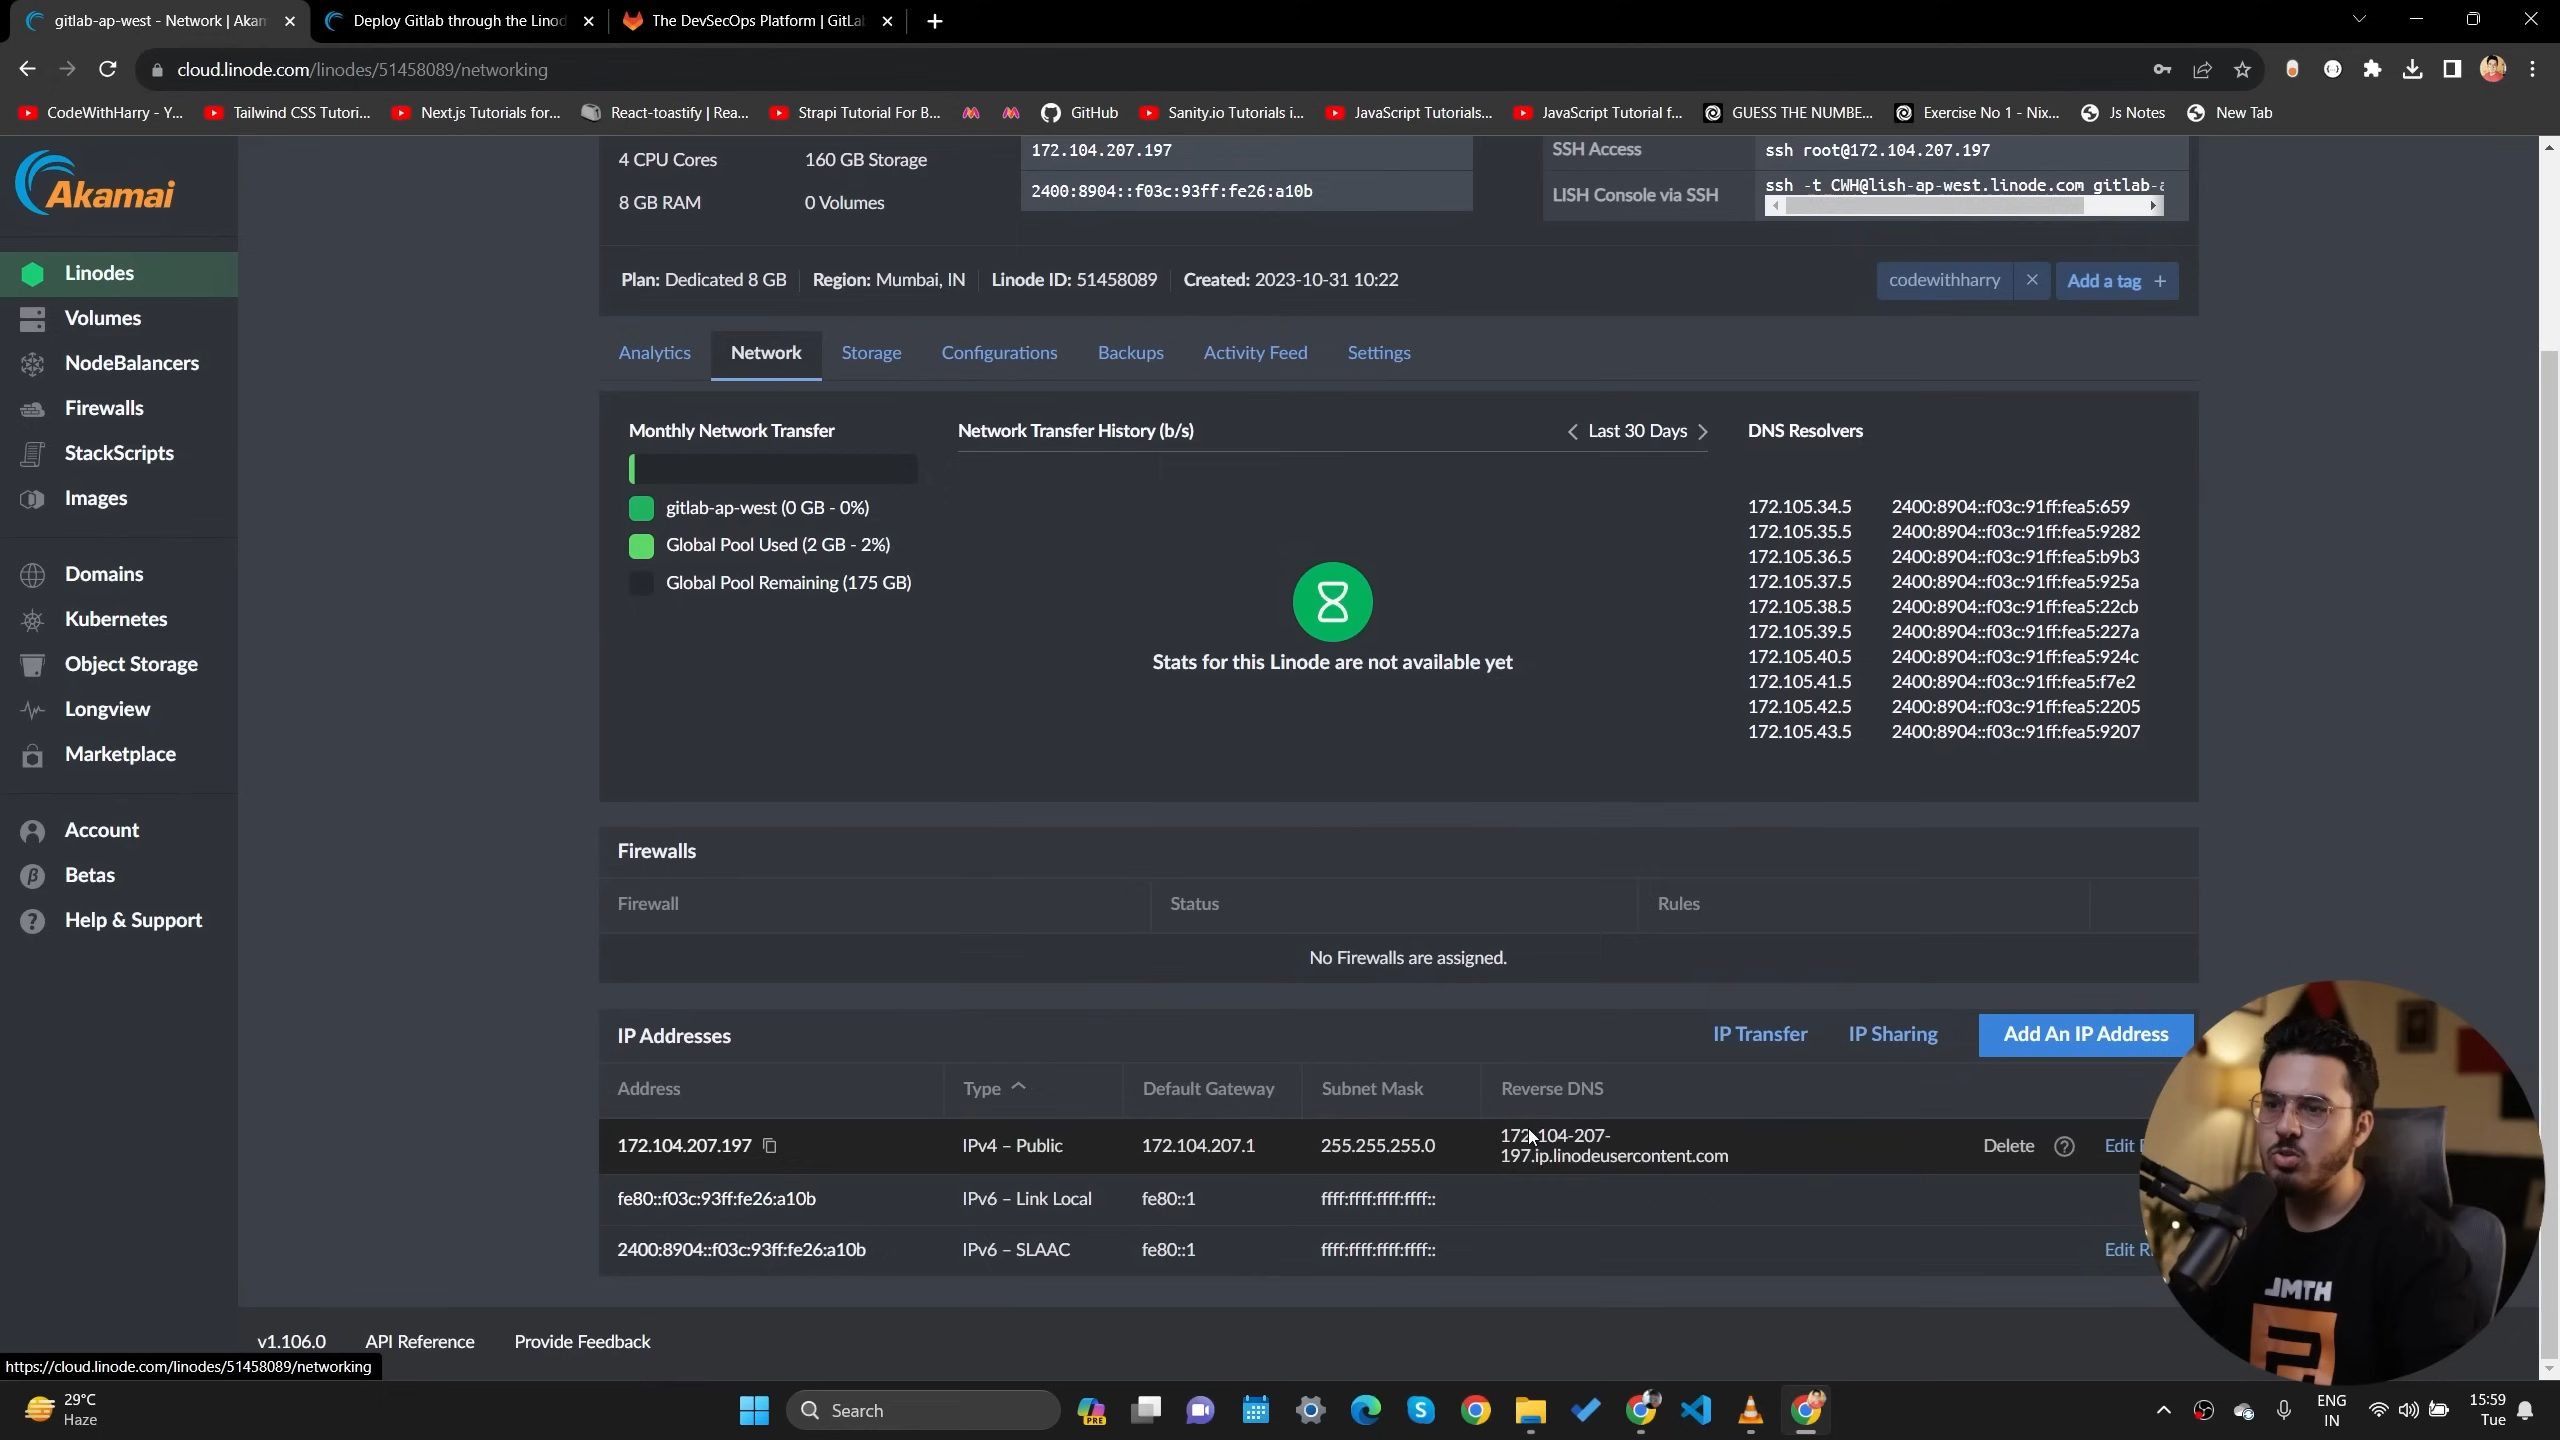 gitlab-ap-west - Network | Akam
Deploy Gitlab through the Linod
The DevSecOps Platform | GitLa
cloud.linode.com/linodes/51458089/networking
CodeWithHarry - Y...
Tailwind CSS Tutori...
Next.js Tutorials for...
React-toastify | Rea...
Strapi Tutorial For B...
GitHub
Sanity.io Tutorials i...
JavaScript Tutorials...
JavaScript Tutorial f...
GUESS THE NUMBE...
Exercise No 1 - Nix...
Js Notes
New Tab
Akamai
Linodes
Volumes
NodeBalancers
Firewalls
StackScripts
Images
Domains
Kubernetes
Object Storage
Longview
Marketplace
Account
Betas
Help & Support
4 CPU Cores
160 GB Storage
8 GB RAM
0 Volumes
172.104.207.197
2400:8904::f03c:93ff:fe26:a10b
SSH Access
ssh root@172.104.207.197
LISH Console via SSH
ssh -t CWH@lish-ap-west.linode.com gitlab-a
Plan: Dedicated 8 GB
Region: Mumbai, IN
Linode ID: 51458089
Created: 2023-10-31 10:22
codewithharry
Add a tag +
Analytics
Network
Storage
Configurations
Backups
Activity Feed
Settings
Monthly Network Transfer
gitlab-ap-west (0 GB - 0%)
Global Pool Used (2 GB - 2%)
Global Pool Remaining (175 GB)
Network Transfer History (b/s)
Last 30 Days
Stats for this Linode are not available yet
DNS Resolvers
172.105.34.5 2400:8904::f03c:91ff:fea5:659
172.105.35.5 2400:8904::f03c:91ff:fea5:9282
172.105.36.5 2400:8904::f03c:91ff:fea5:b9b3
172.105.37.5 2400:8904::f03c:91ff:fea5:925a
172.105.38.5 2400:8904::f03c:91ff:fea5:22cb
172.105.39.5 2400:8904::f03c:91ff:fea5:227a
172.105.40.5 2400:8904::f03c:91ff:fea5:924c
172.105.41.5 2400:8904::f03c:91ff:fea5:f7e2
172.105.42.5 2400:8904::f03c:91ff:fea5:2205
172.105.43.5 2400:8904::f03c:91ff:fea5:9207
Firewalls
Firewall Status Rules
No Firewalls are assigned.
IP Addresses
IP Transfer
IP Sharing
Add An IP Address
Address Type Default Gateway Subnet Mask Reverse DNS
172.104.207.197 IPv4 – Public 172.104.207.1 255.255.255.0
172-104-207-
197.ip.linodeusercontent.com
Delete
Edit
fe80::f03c:93ff:fe26:a10b IPv6 – Link Local fe80::1 ffff:ffff:ffff:ffff::
2400:8904::f03c:93ff:fe26:a10b IPv6 – SLAAC fe80::1 ffff:ffff:ffff:ffff::
Edit R
v1.106.0
API Reference
Provide Feedback
https://cloud.linode.com/linodes/51458089/networking
HTML
29°C
Haze
Search
PRE
ENG
IN
15:59
Tue